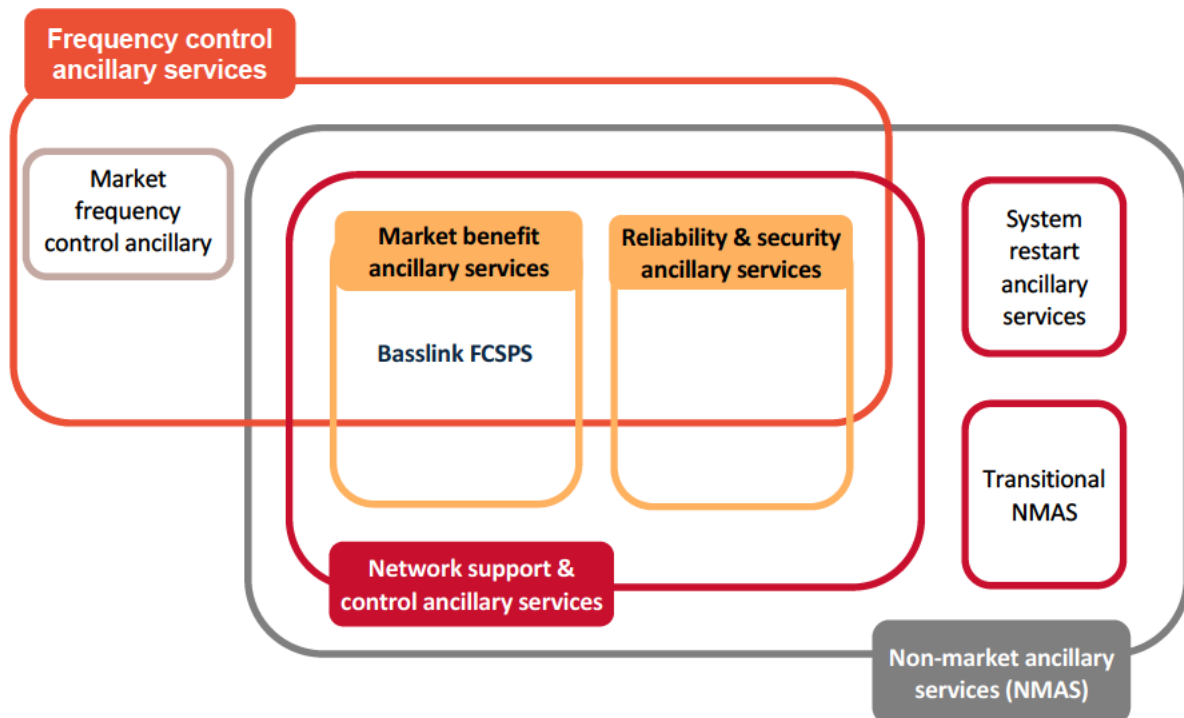 Frequency control
ancillary services
Market
frequency
control ancillary
Market benefit
ancillary services
Basslink FCSPS
Reliability & security
ancillary services
System
restart
ancillary
services
Transitional
NMAS
Network support &
control ancillary services
Non-market ancillary
services (NMAS)